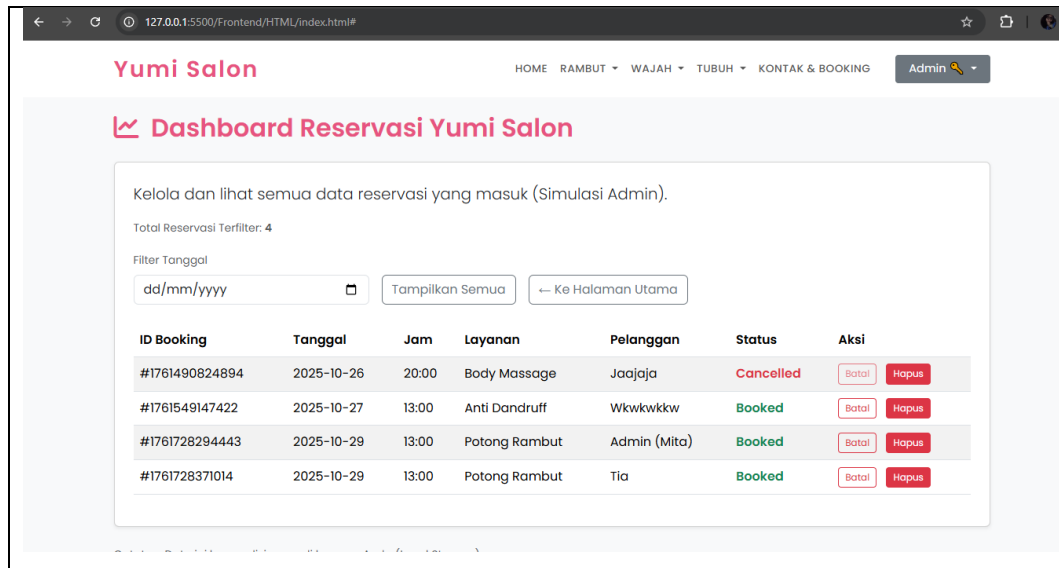 127.0.0.1:5500/Frontend/HTML/index.html#
Yumi Salon HOME RAMBUT WAJAH TUBUH KONTAK & BOOKING Admin
Dashboard Reservasi Yumi Salon
Kelola dan lihat semua data reservasi yang masuk (Simulasi Admin).
Total Reservasi Terfilter: 4
Filter Tanggal
dd/mm/yyyy Tampilkan Semua ← Ke Halaman Utama
ID Booking Tanggal Jam Layanan Pelanggan Status Aksi
#1761490824894 2025-10-26 20:00 Body Massage Jaajaja Cancelled Batal Hapus
#1761549147422 2025-10-27 13:00 Anti Dandruff Wkwkwkkw Booked Batal Hapus
#1761728294443 2025-10-29 13:00 Potong Rambut Admin (Mita) Booked Batal Hapus
#1761728371014 2025-10-29 13:00 Potong Rambut Tia Booked Batal Hapus